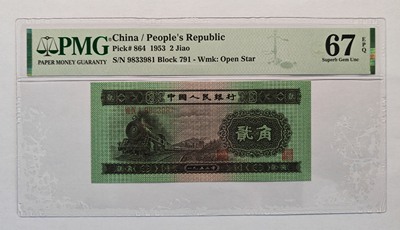 PMG
PAPER MONEY GUARANTY
China / People's Republic
Pick# 864 1953 2 Jiao
S/N 9833981 Block 791 - Wmk: Open Star
67 EPQ
Superb Gem Unc
中國人民銀行
貳角